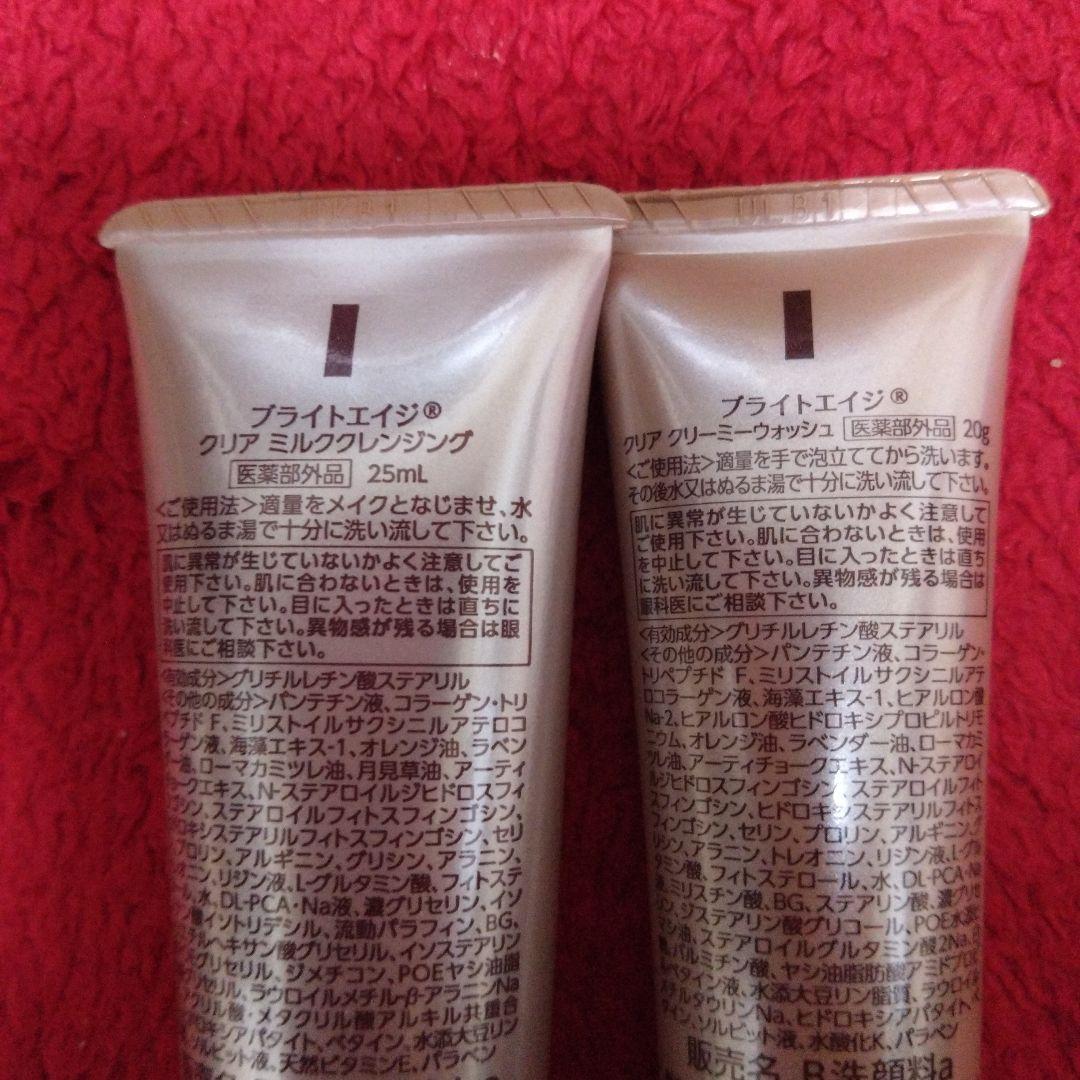 ブライトエイジ®
クリア ミルククレンジング
医薬部外品 25mL
<ご使用法>適量をメイクとなじませ、水
又はぬるま湯で十分に洗い流して下さい。
肌に異常が生じていないかよく注意してご
使用下さい。肌に合わないときは、使用を
中止して下さい。目に入ったときは直ちに
洗い流して下さい。異物感が残る場合は眼
科医にご相談下さい。
<有効成分>グリチルレチン酸ステアリル
<その他の成分>パンテチン液、コラーゲン・トリ
ペプチド F、ミリストイルサクシニルアテロコ
ラーゲン液、海藻エキス-1、オレンジ油、ラベン
ー油、ローマカミツレ油、月見草油、アーティ
ークエキス、N-ステアロイルジヒドロスフィ
ゴシン、ステアロイルフィトスフィンゴシン、
ロキシステアリルフィトスフィンゴシン、セリ
プロリン、アルギニン、グリシン、アラニン、
オニン、リジン液、L-グルタミン酸、フィトステ
ル、水、DL-PCA・Na液、濃グリセリン、イソ
ン酸イソトリデシル、流動パラフィン、BG、
チルヘキサン酸グリセリル、イソステアリン
グリセリル、ジメチコン、POEヤシ油脂
セリル、ラウロイルメチル-β-アラニンNa
クリル酸・メタクリル酸アルキル共重合
ロキシアパタイト、ベタイン、水添大豆リン
ソルビット液、天然ビタミンE、パラベン
UL B1
ブライトエイジ®
クリア クリーミーウォッシュ 医薬部外品 20g
<ご使用法>適量を手で泡立ててから洗います。
その後水又はぬるま湯で十分に洗い流して下さい。
肌に異常が生じていないかよく注意して
ご使用下さい。肌に合わないときは、使用
を中止して下さい。目に入ったときは直ち
に洗い流して下さい。異物感が残る場合は
眼科医にご相談下さい。
<有効成分>グリチルレチン酸ステアリル
<その他の成分>パンテチン液、コラーゲン・
トリペプチド F、ミリストイルサクシニルアテ
ロコラーゲン液、海藻エキス-1、ヒアルロン酸
Na-2、ヒアルロン酸ヒドロキシプロピルトリモ
ニウム、オレンジ油、ラベンダー油、ローマカミ
ツレ油、アーティチョークエキス、N-ステアロイ
ルジヒドロスフィンゴシン、ステアロイルフィト
スフィンゴシン、ヒドロキシステアリルフィトス
フィンゴシン、セリン、プロリン、アルギニン、グ
シン、アラニン、トレオニン、リジン液、L-グル
タミン酸、フィトステロール、水、DL-PCA・Na
液、ミリスチン酸、BG、ステアリン酸、濃グリセ
リン、ジステアリン酸グリコール、POE水添
マシ油、ステアロイルグルタミン酸2Na、
パルミチン酸、ヤシ油脂肪酸アミドプロピ
ルベタイン液、水添大豆リン脂質、ラウロイル
メチルタウリンNa、ヒドロキシアパタイト、
タイン、ソルビット液、水酸化K、パラベン
販売名 B洗顔料a